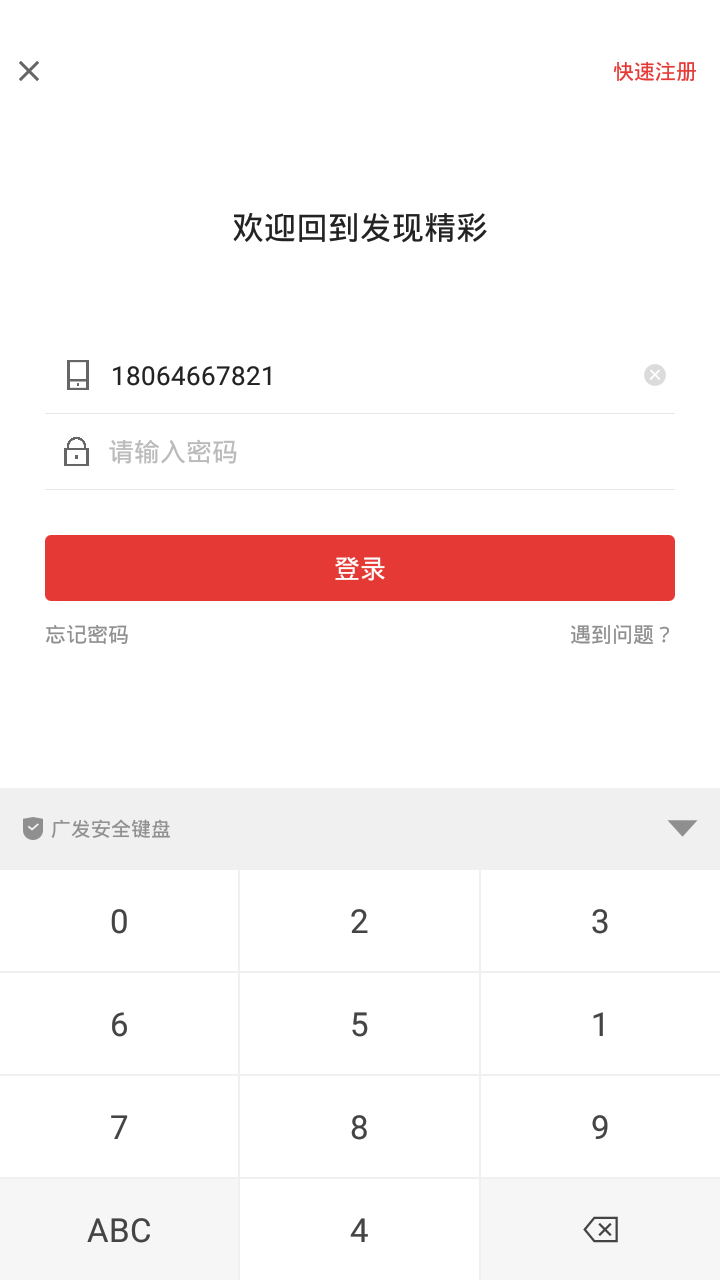 快速注册
欢迎回到发现精彩
18064667821
请输入密码
登录
忘记密码 遇到问题？
广发安全键盘
0 2 3
6 5 1
7 8 9
ABC 4